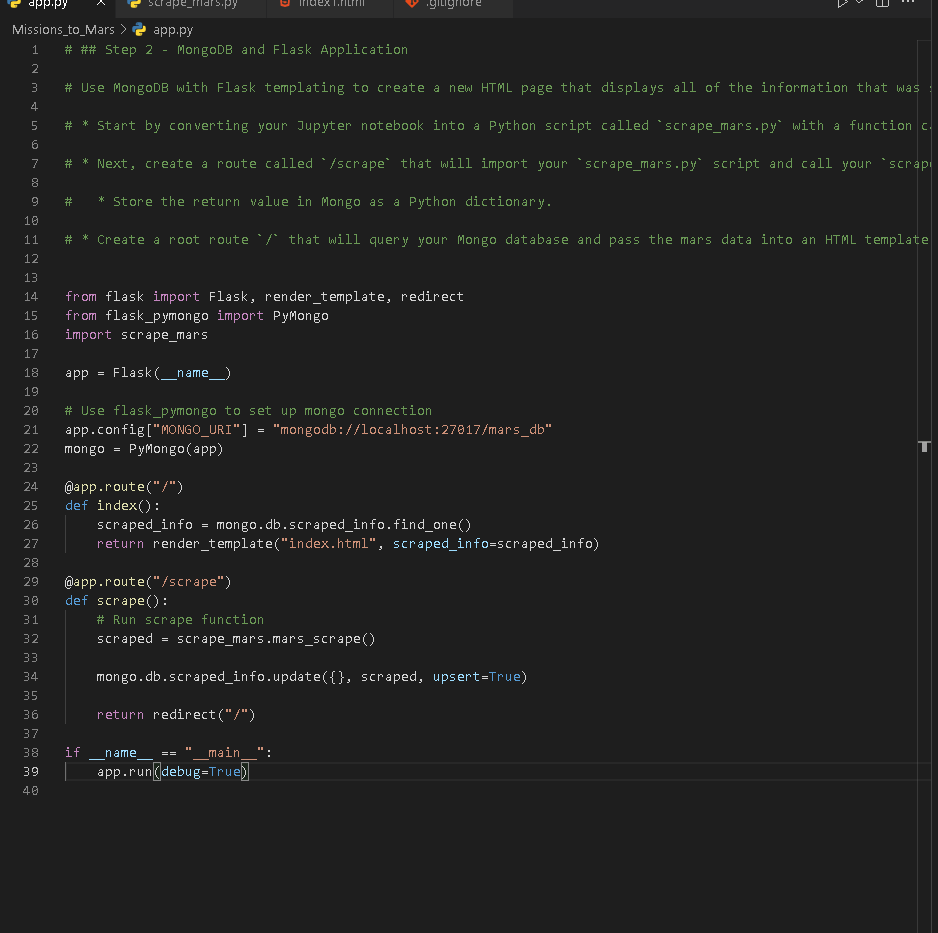 app.py scrape_mars.py index1.html .gitignore
Missions_to_Mars > app.py
1 # ## Step 2 - MongoDB and Flask Application
2
3 # Use MongoDB with Flask templating to create a new HTML page that displays all of the information that was s
4
5 # * Start by converting your Jupyter notebook into a Python script called `scrape_mars.py` with a function ca
6
7 # * Next, create a route called `/scrape` that will import your `scrape_mars.py` script and call your `scrape
8
9 #   * Store the return value in Mongo as a Python dictionary.
10
11 # * Create a root route `/` that will query your Mongo database and pass the mars data into an HTML template
12
13
14 from flask import Flask, render_template, redirect
15 from flask_pymongo import PyMongo
16 import scrape_mars
17
18 app = Flask(__name__)
19
20 # Use flask_pymongo to set up mongo connection
21 app.config["MONGO_URI"] = "mongodb://localhost:27017/mars_db"
22 mongo = PyMongo(app)
23
24 @app.route("/")
25 def index():
26     scraped_info = mongo.db.scraped_info.find_one()
27     return render_template("index.html", scraped_info=scraped_info)
28
29 @app.route("/scrape")
30 def scrape():
31     # Run scrape function
32     scraped = scrape_mars.mars_scrape()
33
34     mongo.db.scraped_info.update({}, scraped, upsert=True)
35
36     return redirect("/")
37
38 if __name__ == "__main__":
39     app.run(debug=True)
40